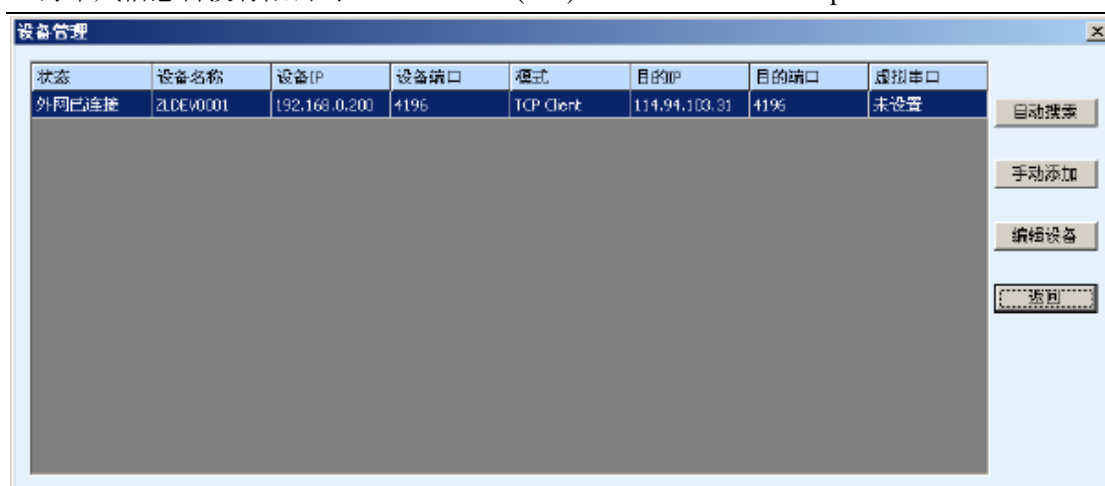 设备管理
状态 设备名称 设备IP 设备端口 模式 目的IP 目的端口 虚拟串口
外网已连接 ZLDEV0001 192.168.0.200 4196 TCP Client 114.94.103.31 4196 未设置
自动搜索
手动添加
编辑设备
返回